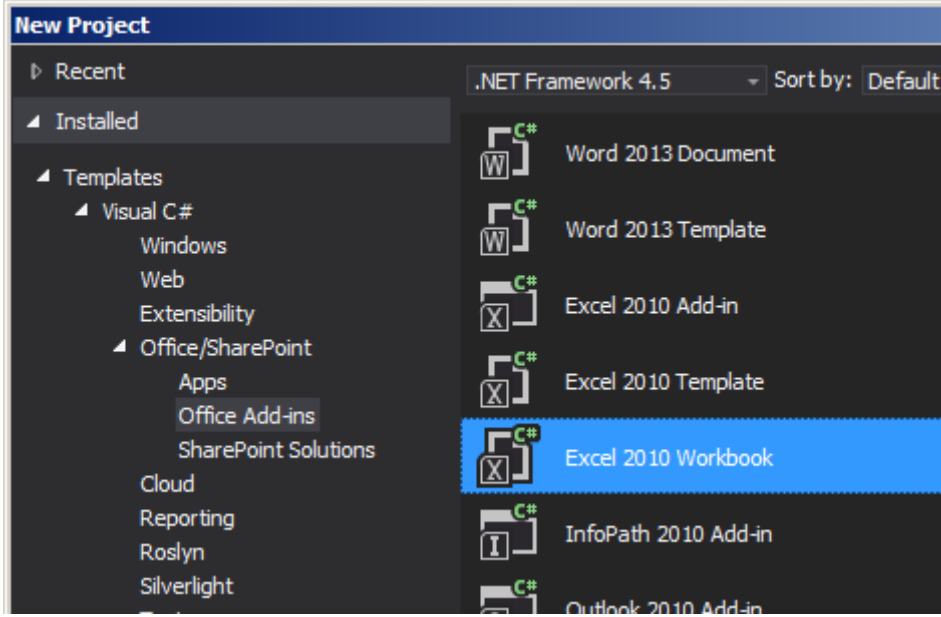 New Project
Recent
Installed
Templates
Visual C#
Windows
Web
Extensibility
Office/SharePoint
Apps
Office Add-ins
SharePoint Solutions
Cloud
Reporting
Roslyn
Silverlight
.NET Framework 4.5 Sort by: Default
C# W Word 2013 Document
C# W Word 2013 Template
C# X Excel 2010 Add-in
C# X Excel 2010 Template
C# X Excel 2010 Workbook
C# I InfoPath 2010 Add-in
C# Outlook 2010 Add-in